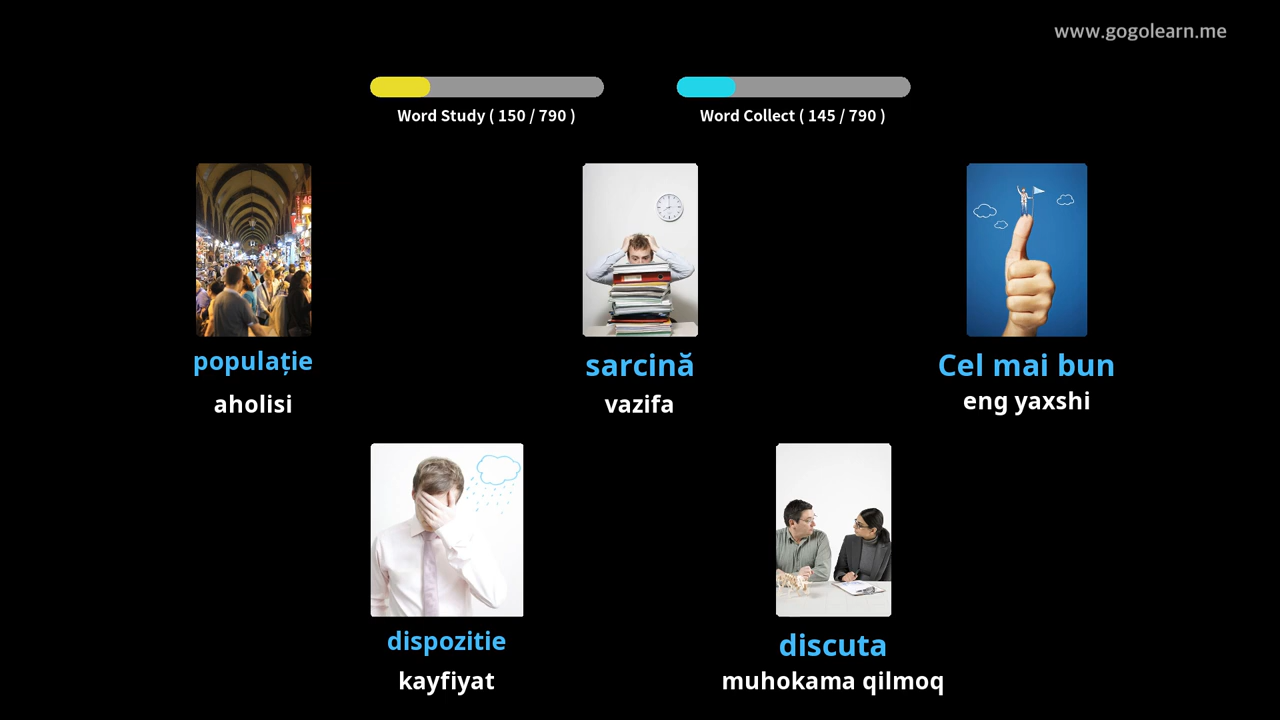 www.gogolearn.me
Word Study ( 150 / 790 )
Word Collect ( 145 / 790 )
populație
aholisi
sarcină
vazifa
Cel mai bun
eng yaxshi
dispozitie
kayfiyat
discuta
muhokama qilmoq